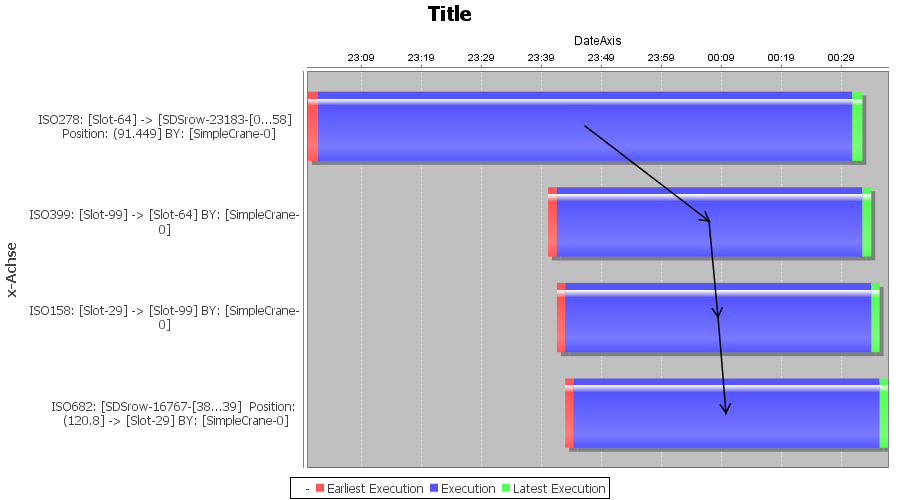 Title
DateAxis
23:09 23:19 23:29 23:39 23:49 23:59 00:09 00:19 00:29
x-Achse
ISO278: [Slot-64] -> [SDSrow-23183-[0...58]
Position: (91.449] BY: [SimpleCrane-0]
ISO399: [Slot-99] -> [Slot-64] BY: [SimpleCrane-
0]
ISO158: [Slot-29] -> [Slot-99] BY: [SimpleCrane-
0]
ISO682: [SDSrow-16767-[38...39] Position:
(120.8] -> [Slot-29] BY: [SimpleCrane-0]
- Earliest Execution Execution Latest Execution